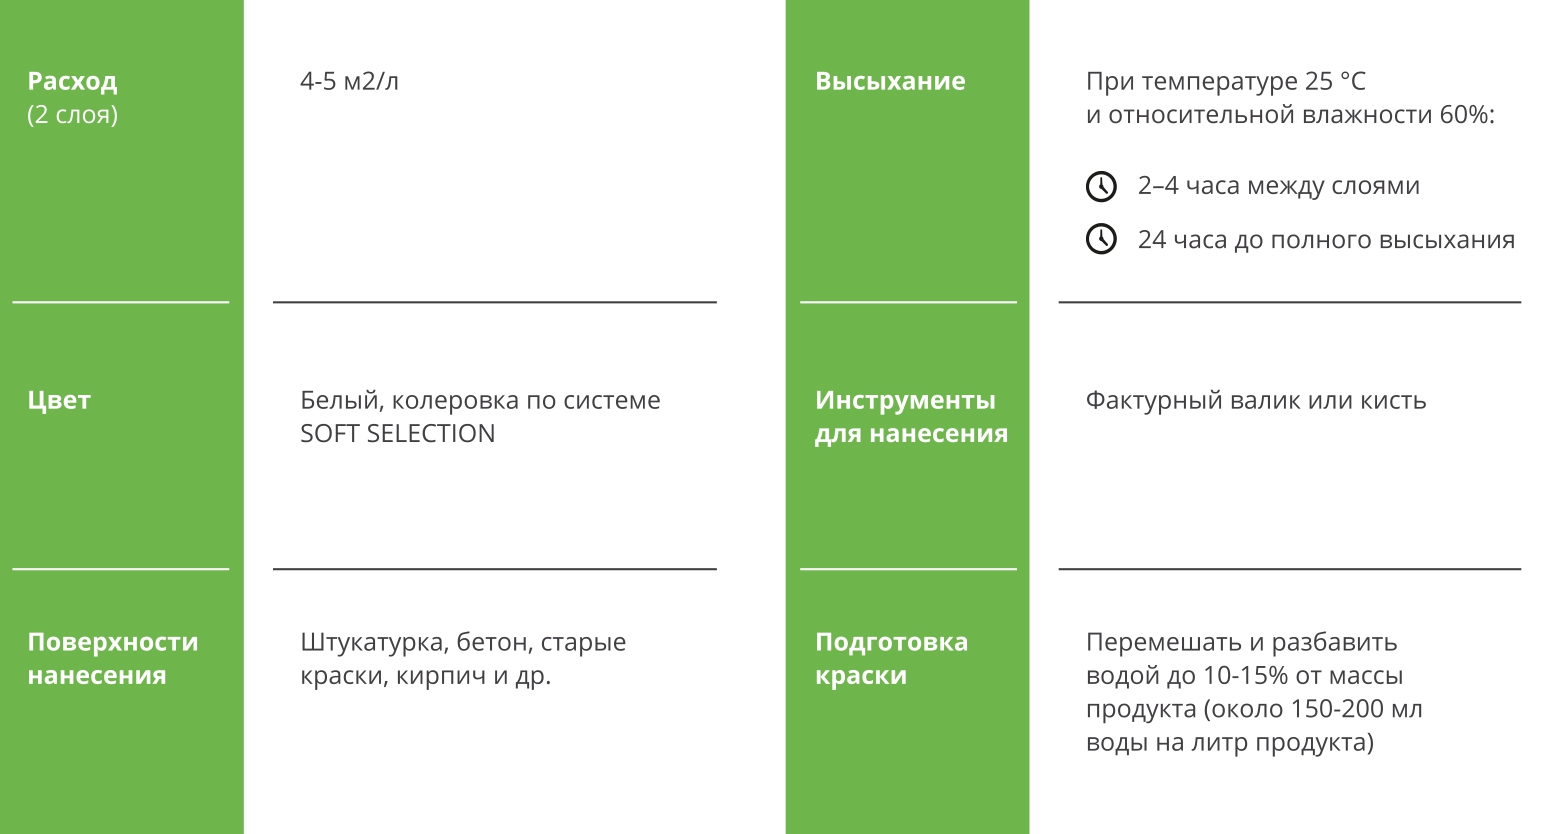 Расход
(2 слоя)
4-5 м2/л
Высыхание
При температуре 25 °C
и относительной влажности 60%:
2–4 часа между слоями
24 часа до полного высыхания
Цвет
Белый, колеровка по системе
SOFT SELECTION
Инструменты
для нанесения
Фактурный валик или кисть
Поверхности
нанесения
Штукатурка, бетон, старые
краски, кирпич и др.
Подготовка
краски
Перемешать и разбавить
водой до 10-15% от массы
продукта (около 150-200 мл
воды на литр продукта)